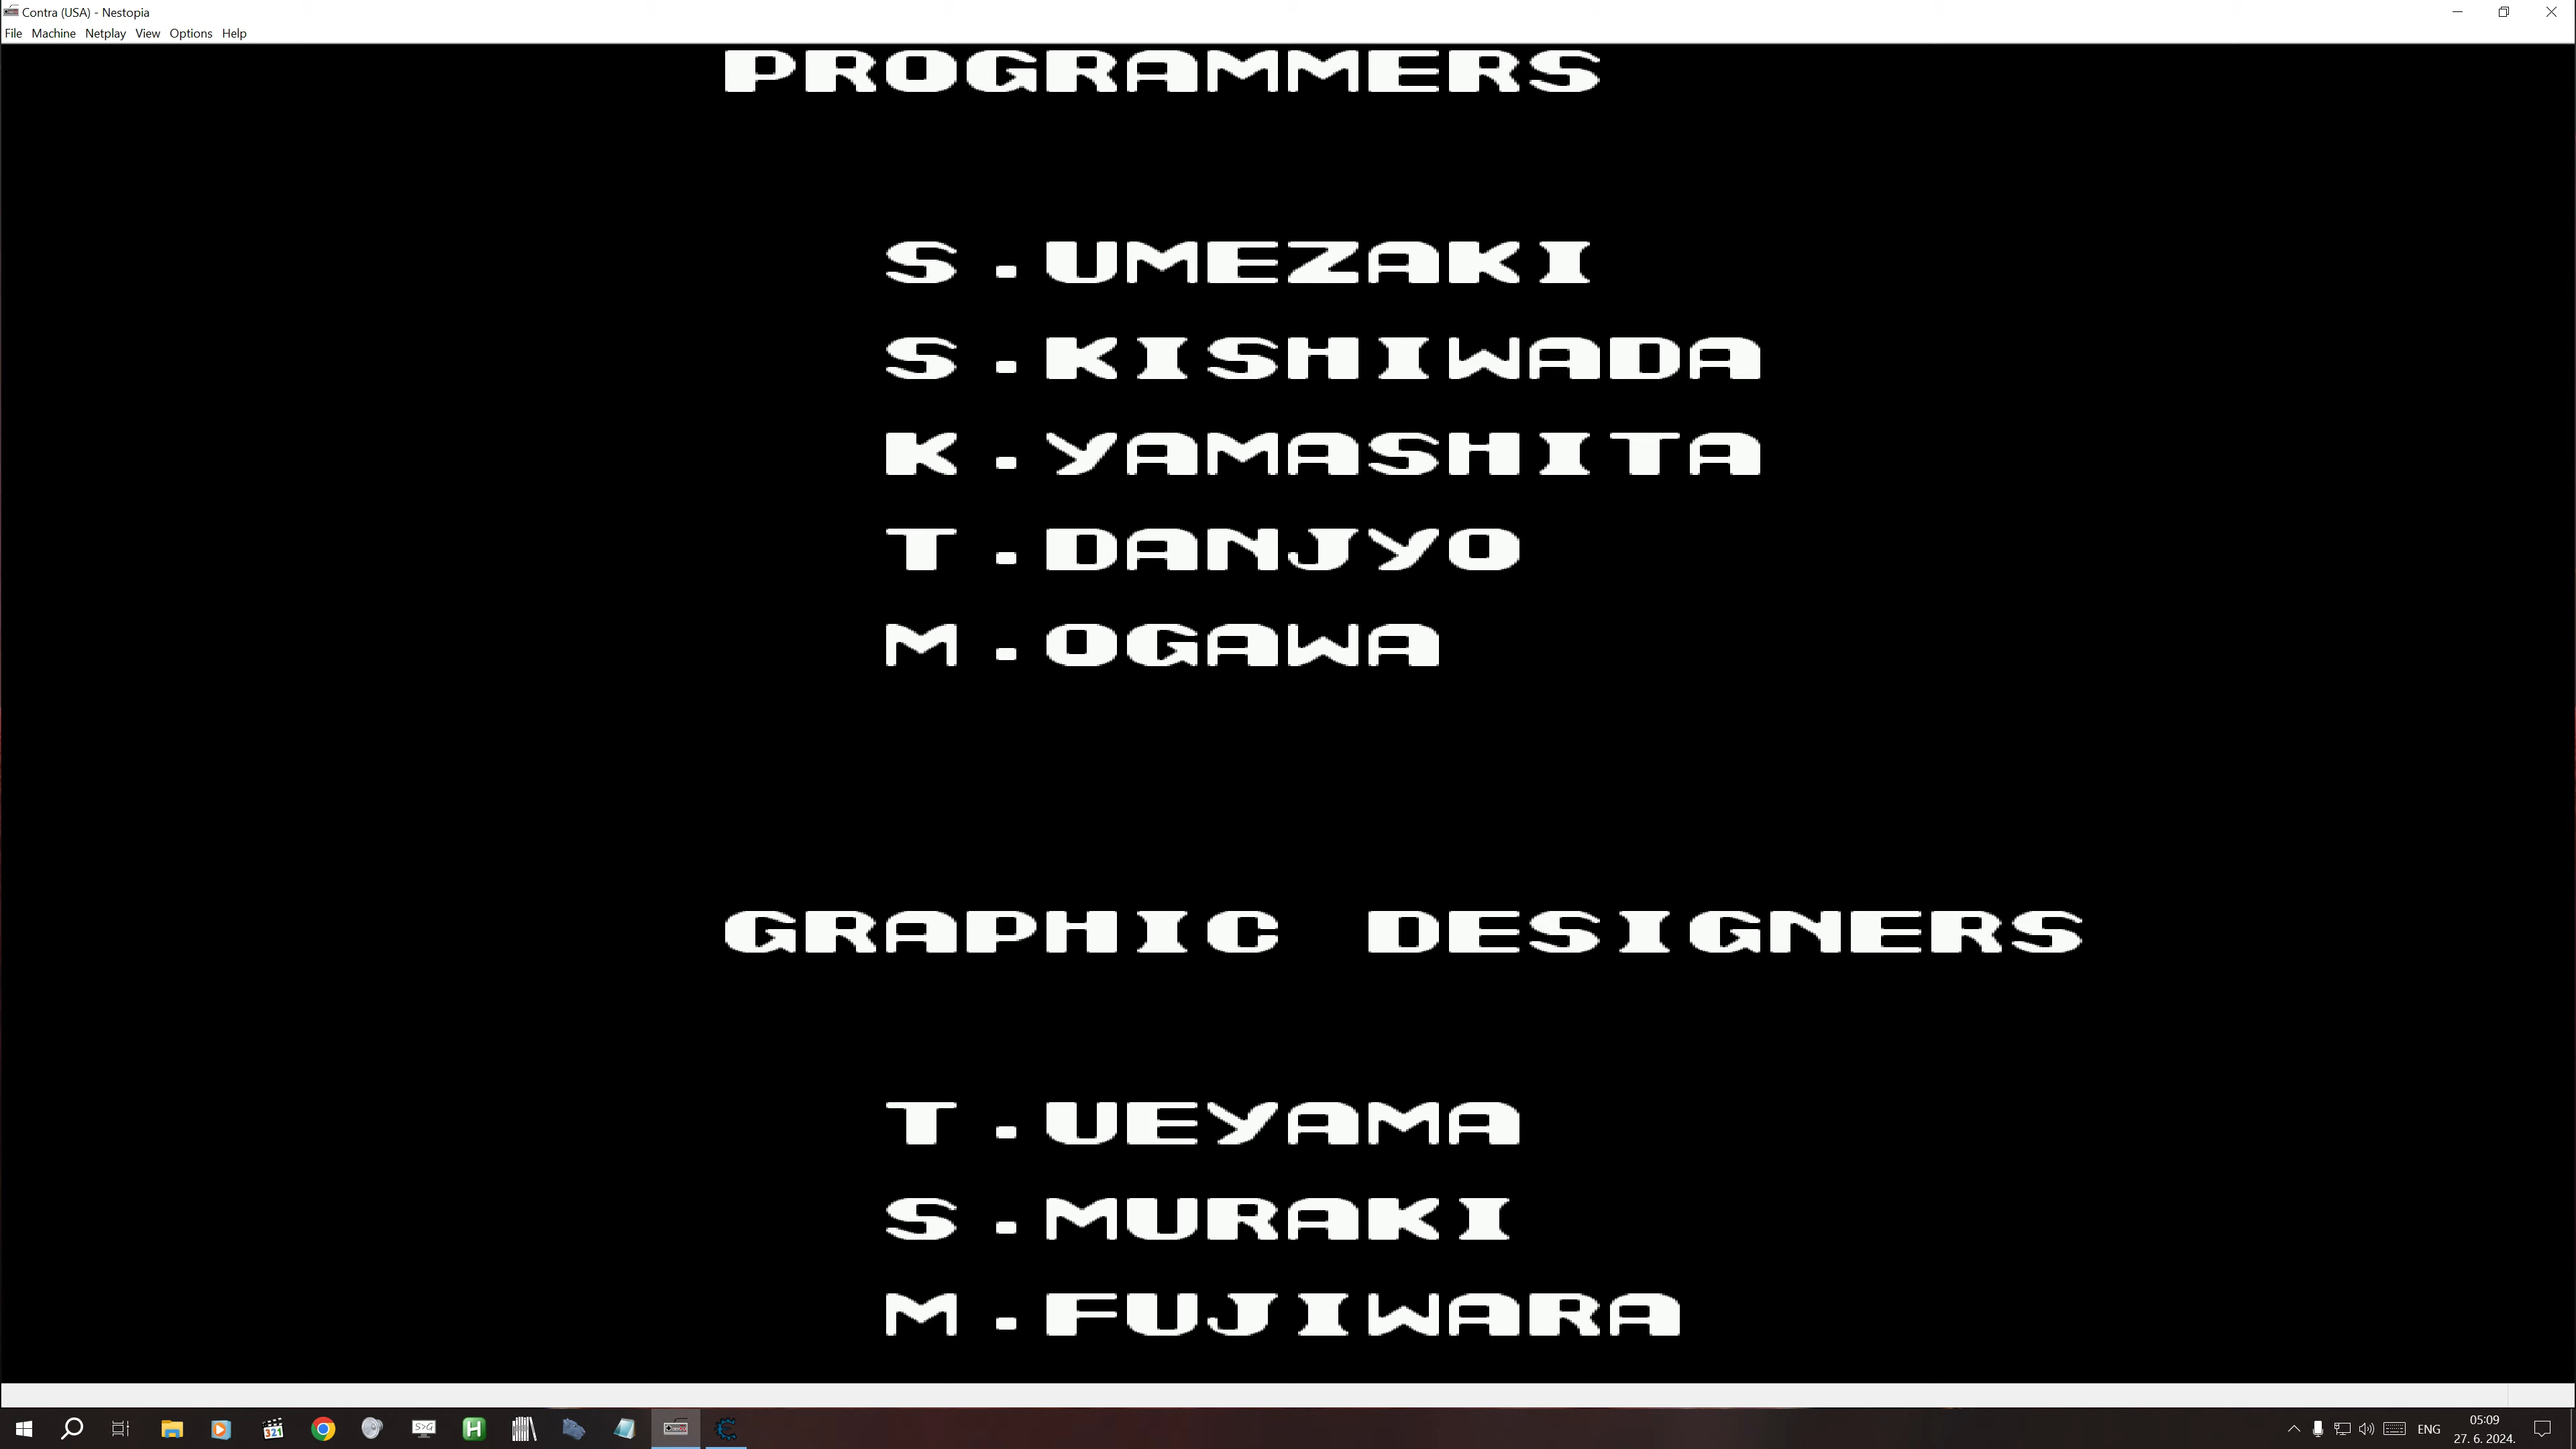 Contra (USA) - Nestopia
File Machine Netplay View Options Help
PROGRAMMERS
S.UMEZAKI
S.KISHIWADA
K.YAMASHITA
T.DANJYO
M.OGAWA
GRAPHIC DESIGNERS
T.UEYAMA
S.MURAKI
M.FUJIWARA
321
S>G
H
ENG
05:09
27. 6. 2024.